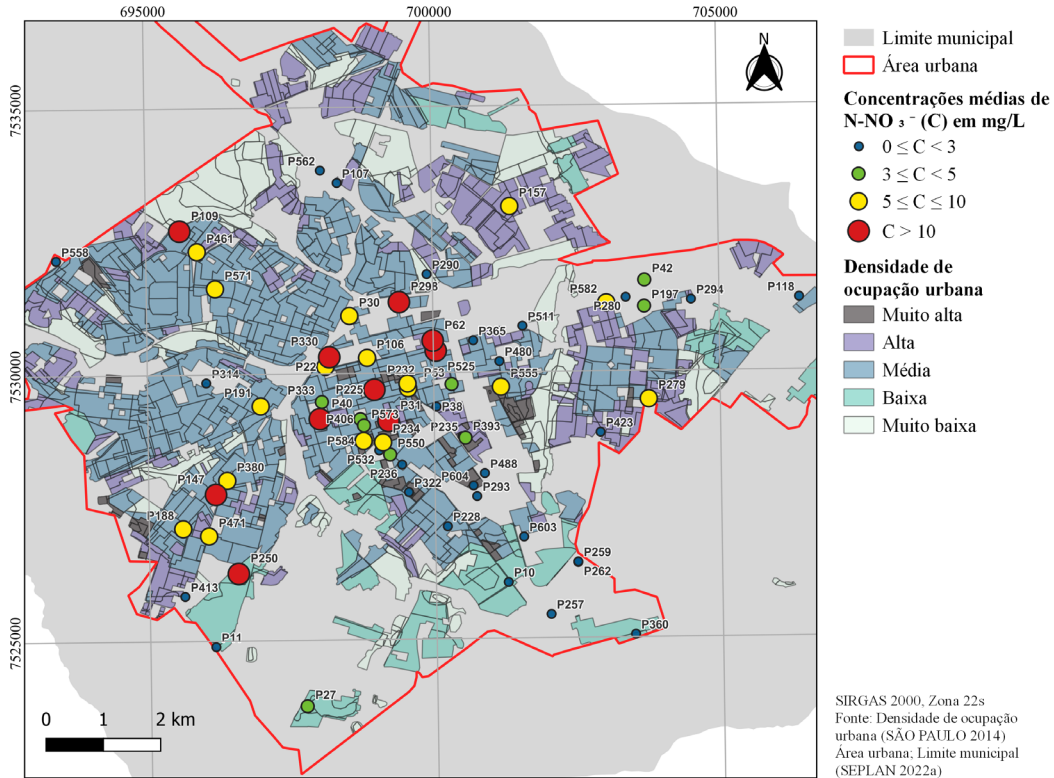 695000
700000
705000
7535000
7530000
7525000
N
P562
P107
P157
P109
P461
P558
P571
P290
P298
P30
P42
P582
P197
P280
P294
P118
P62
P365
P511
P330
P106
P480
P22
P232
P53
P525
P555
P314
P225
P191
P333
P31
P279
P40
P38
P573
P406
P234
P235
P393
P423
P584
P550
P532
P236
P380
P488
P604
P147
P322
P293
P188
P471
P228
P603
P250
P259
P262
P10
P413
P257
P11
P360
P27
0 1 2 km
Limite municipal
Área urbana
Concentrações médias de
N-NO ₃ ⁻ (C) em mg/L
0 ≤ C < 3
3 ≤ C < 5
5 ≤ C ≤ 10
C > 10
Densidade de
ocupação urbana
Muito alta
Alta
Média
Baixa
Muito baixa
SIRGAS 2000, Zona 22s
Fonte: Densidade de ocupação
urbana (SÃO PAULO 2014)
Área urbana; Limite municipal
(SEPLAN 2022a)